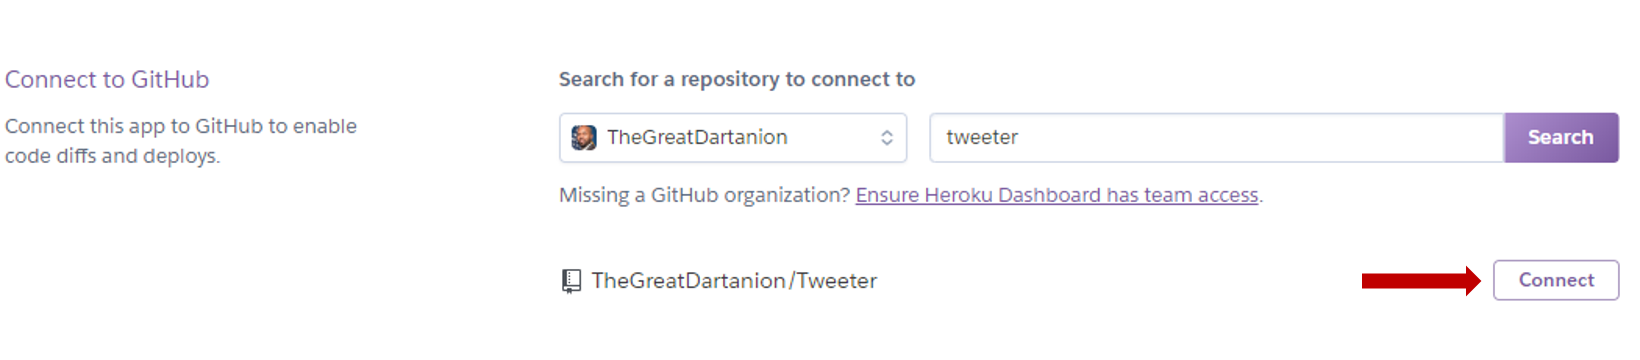 Connect to GitHub
Connect this app to GitHub to enable
code diffs and deploys.
Search for a repository to connect to
TheGreatDartanion
tweeter
Search
Missing a GitHub organization? Ensure Heroku Dashboard has team access.
TheGreatDartanion/Tweeter
Connect